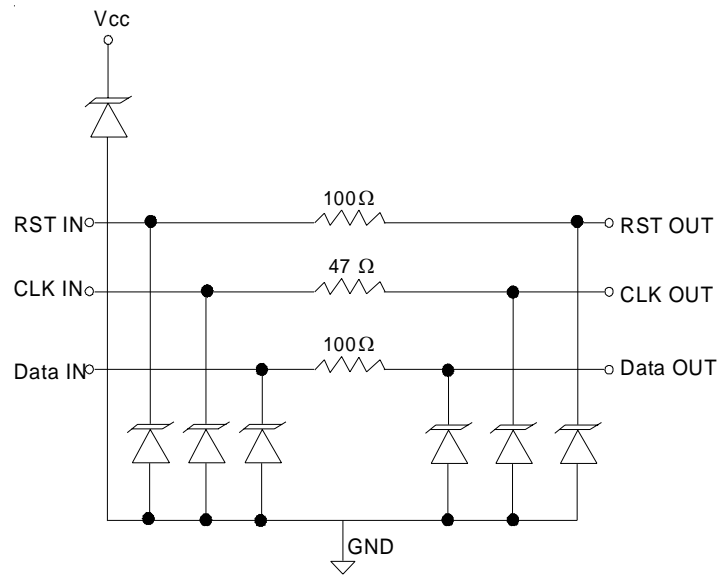 Vcc
100Ω
RST IN
RST OUT
47 Ω
CLK IN
CLK OUT
100Ω
Data IN
Data OUT
GND